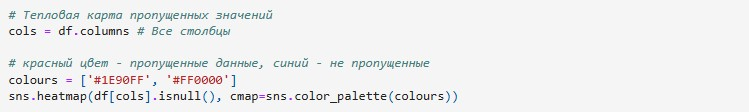 # Тепловая карта пропущенных значений
cols = df.columns # Все столбцы
# красный цвет - пропущенные данные, синий - не пропущенные
colours = ['#1E90FF', '#FF0000']
sns.heatmap(df[cols].isnull(), cmap=sns.color_palette(colours))